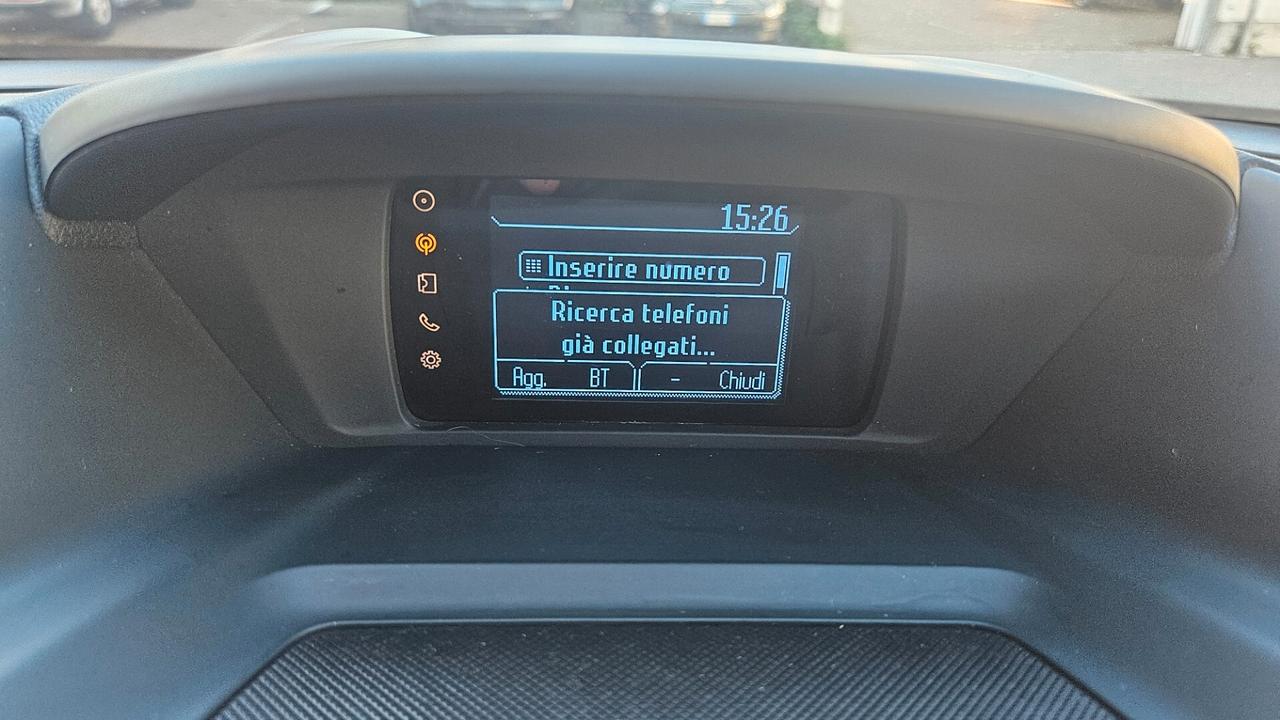 15:26
Inserire numero
Ricerca telefoni
già collegati...
Agg. BT - Chiudi